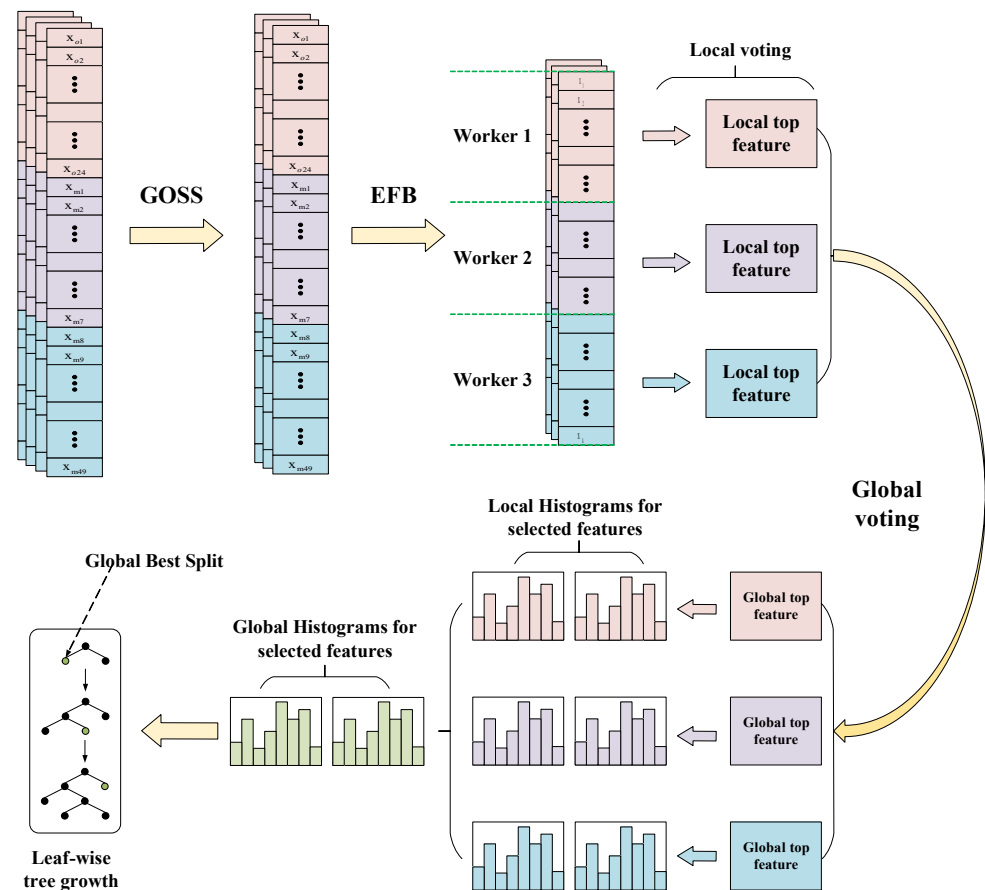 X o1
X o2
X o24
X m1
X m2
X m7
X m8
X m9
X m49
GOSS
X o1
X o2
X o24
X m1
X m2
X m7
X m8
X m9
X m49
EFB
Worker 1
Worker 2
Worker 3
Local voting
Local top
feature
Local top
feature
Local top
feature
Global
voting
Global top
feature
Global top
feature
Global top
feature
Local Histograms for
selected features
Global Histograms for
selected features
Global Best Split
Leaf-wise
tree growth